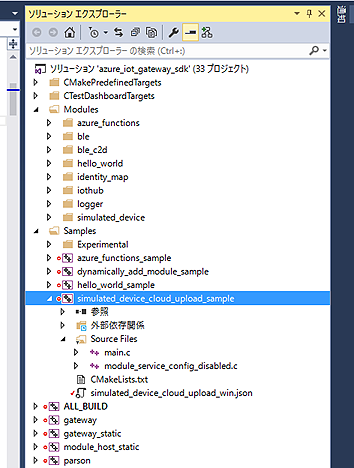 ソリューション エクスプローラー
ソリューション エクスプローラー の検索 (Ctrl+:)
ソリューション 'azure_iot_gateway_sdk' (33 プロジェクト)
CMakePredefinedTargets
CTestDashboardTargets
Modules
azure_functions
ble
ble_c2d
hello_world
identity_map
iothub
logger
simulated_device
Samples
Experimental
azure_functions_sample
dynamically_add_module_sample
hello_world_sample
simulated_device_cloud_upload_sample
参照
外部依存関係
Source Files
main.c
module_service_config_disabled.c
CMakeLists.txt
simulated_device_cloud_upload_win.json
ALL_BUILD
gateway
gateway_static
module_host_static
parson